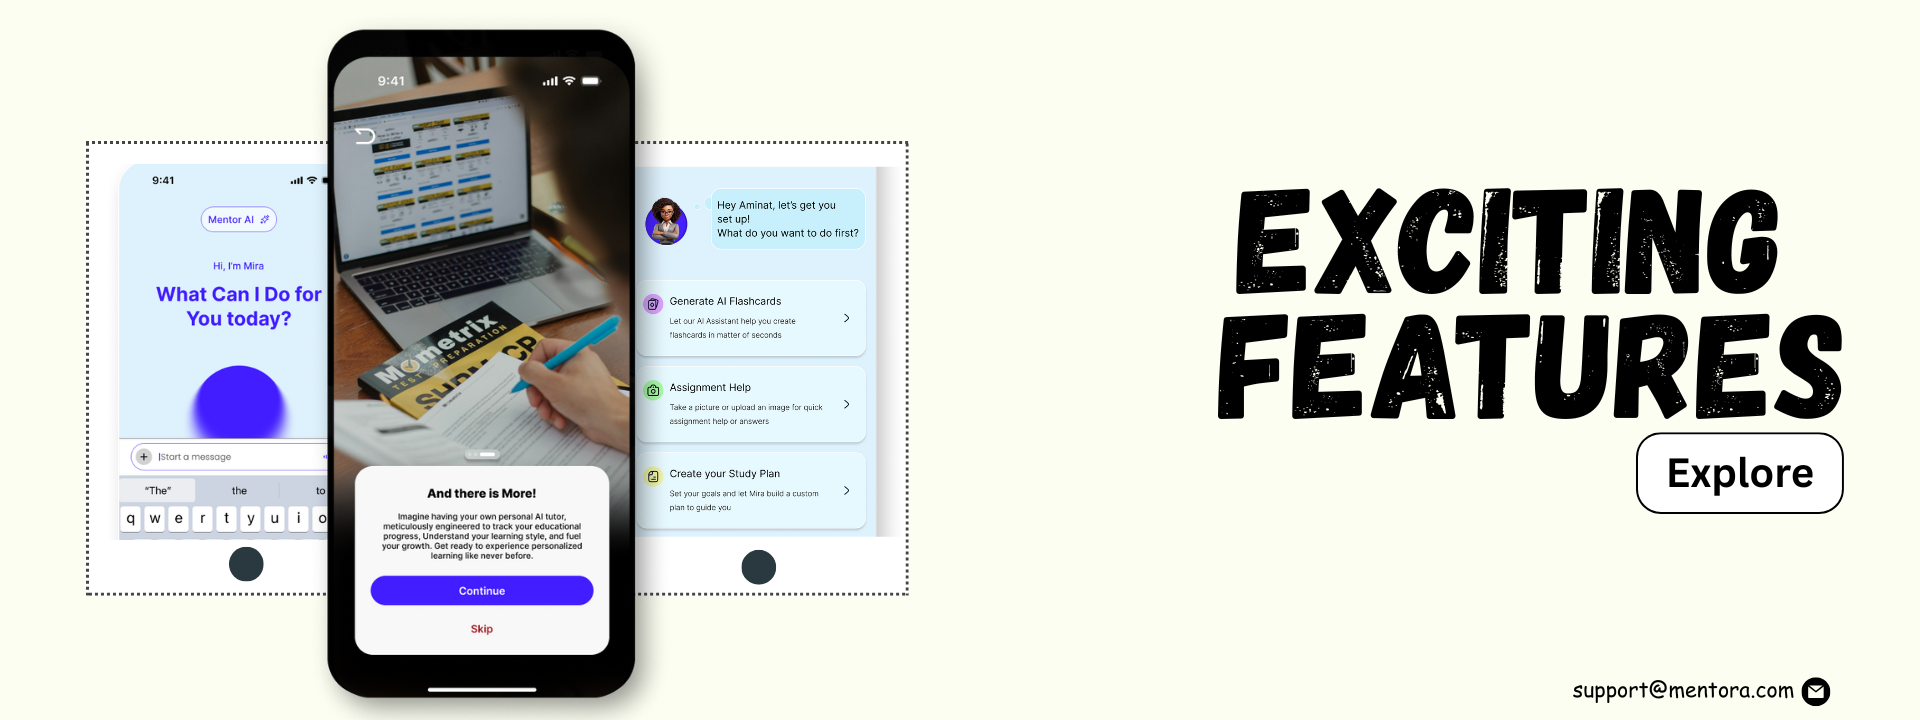 9:41
Mentor AI
Hi, I'm Mira
What Can I Do for
You today?
Start a message
"The"
the
to
q w e r t y u i o
9:41
Mometrix
TEST PREPARATION
And there is More!
Imagine having your own personal AI tutor,
meticulously engineered to track your educational
progress, Understand your learning style, and fuel
your growth. Get ready to experience personalized
learning like never before.
Continue
Skip
Hey Aminat, let's get you
set up!
What do you want to do first?
Generate AI Flashcards
Let our AI Assistant help you create
flashcards in matter of seconds
Assignment Help
Take a picture or upload an image for quick
assignment help or answers
Create your Study Plan
Set your goals and let Mira build a custom
plan to guide you
EXCITING
FEATURES
Explore
support@mentora.com